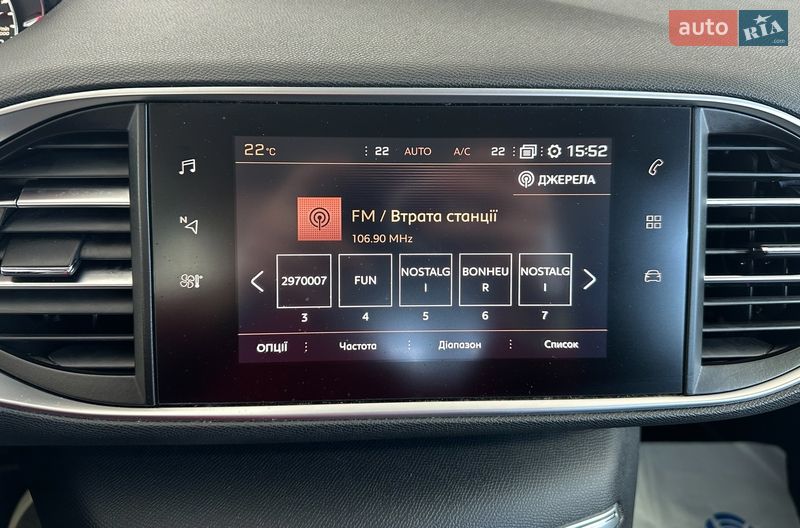 auto RIA .com
22 °C 22 AUTO A/C 22 15:52
ДЖЕРЕЛА
FM / Втрата станції
106.90 MHz
2970007 FUN NOSTALG I BONHEU R NOSTALG I
3 4 5 6 7
ОПЦІЇ Частота Діапазон Список
N